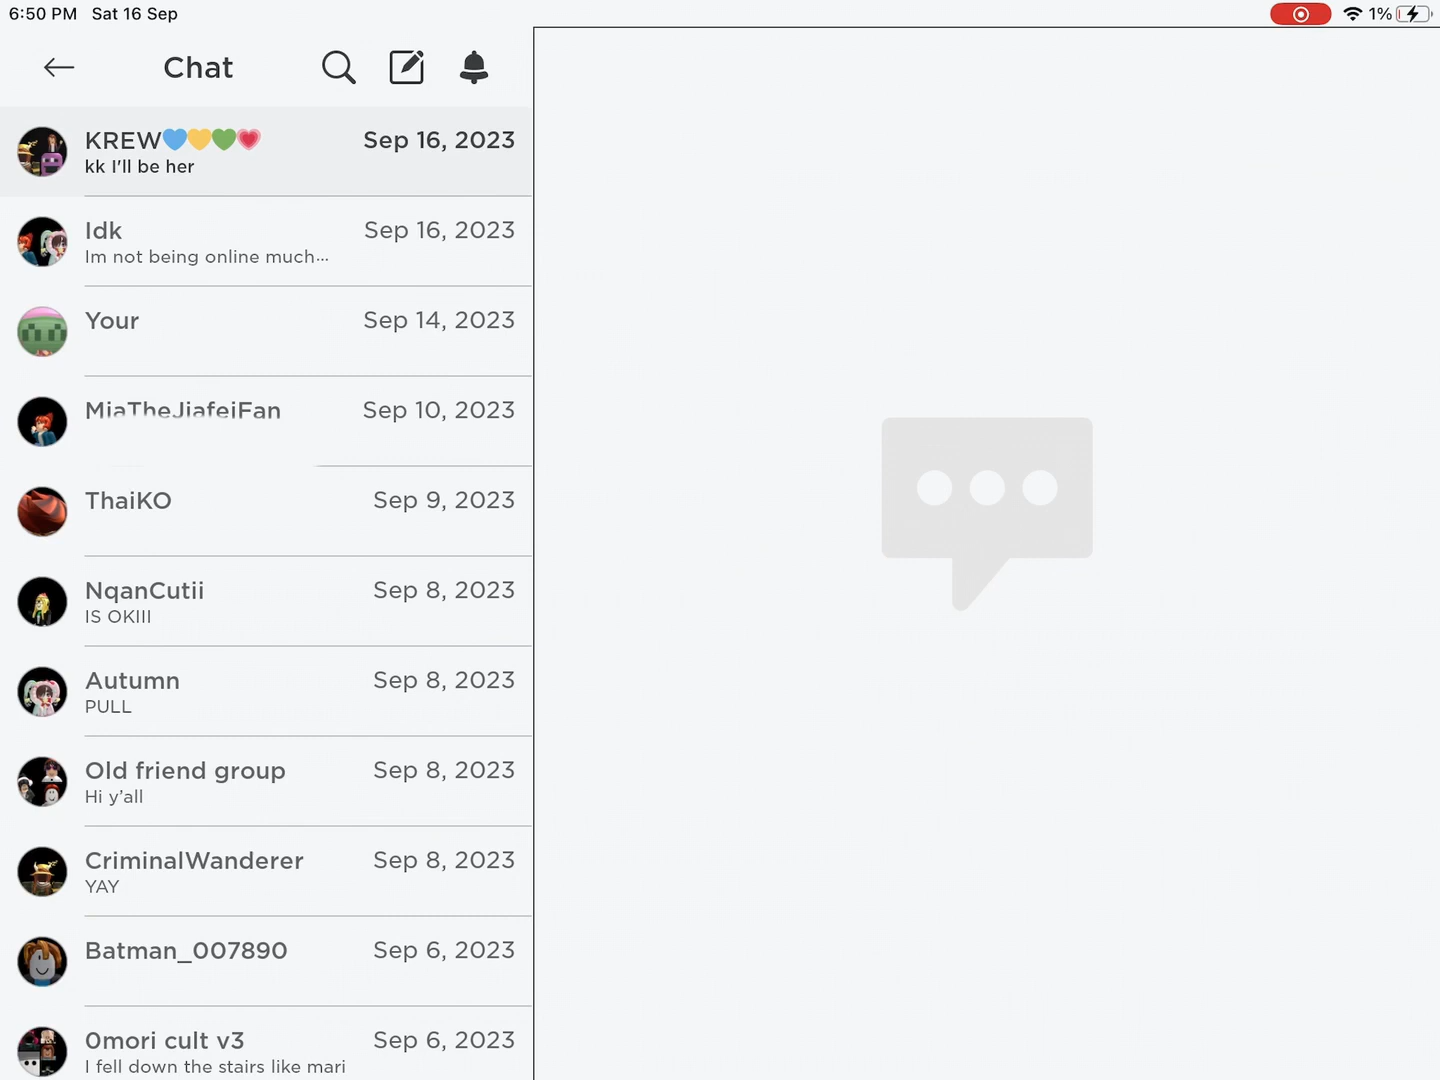 6:50 PM Sat 16 Sep
1%
Chat
KREW💙💛💚💗 Sep 16, 2023
kk I'll be her
Idk Sep 16, 2023
Im not being online much...
Your Sep 14, 2023
MiaTheJiafeiFan Sep 10, 2023
ThaiKO Sep 9, 2023
NqanCutii Sep 8, 2023
IS OKIII
Autumn Sep 8, 2023
PULL
Old friend group Sep 8, 2023
Hi y'all
CriminalWanderer Sep 8, 2023
YAY
Batman_007890 Sep 6, 2023
0mori cult v3 Sep 6, 2023
I fell down the stairs like mari